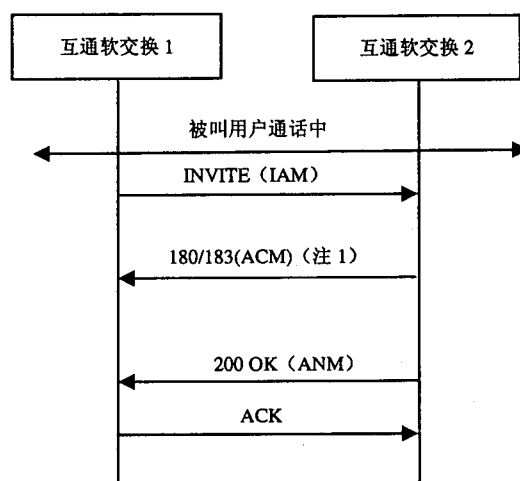 互通软交换 1
互通软交换 2
被叫用户通话中
INVITE（IAM）
180/183(ACM)（注 1）
200 OK（ANM）
ACK